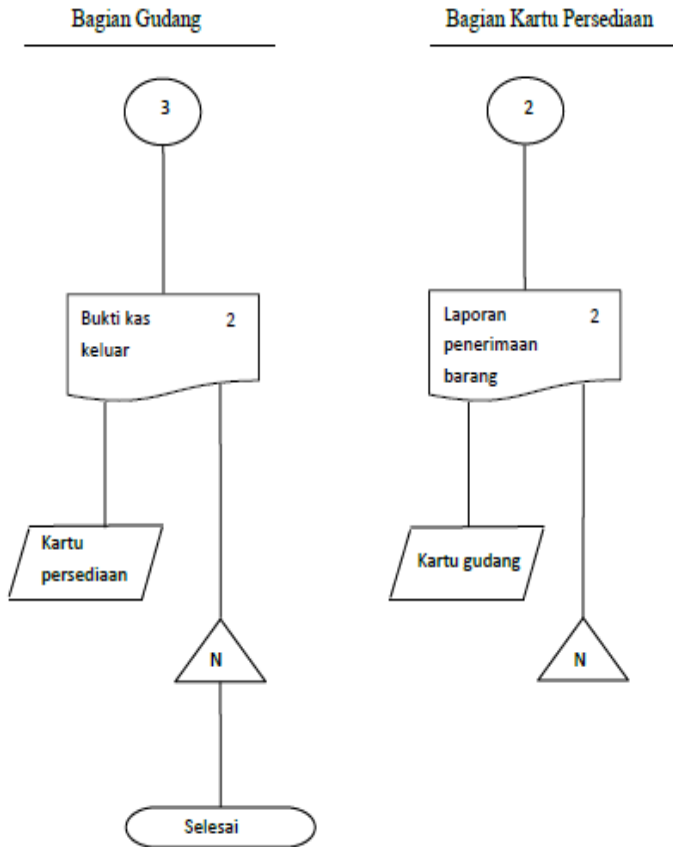 Bagian Gudang
3
Bukti kas 2
keluar
Kartu
persediaan
N
Selesai
Bagian Kartu Persediaan
2
Laporan 2
penerimaan
barang
Kartu gudang
N